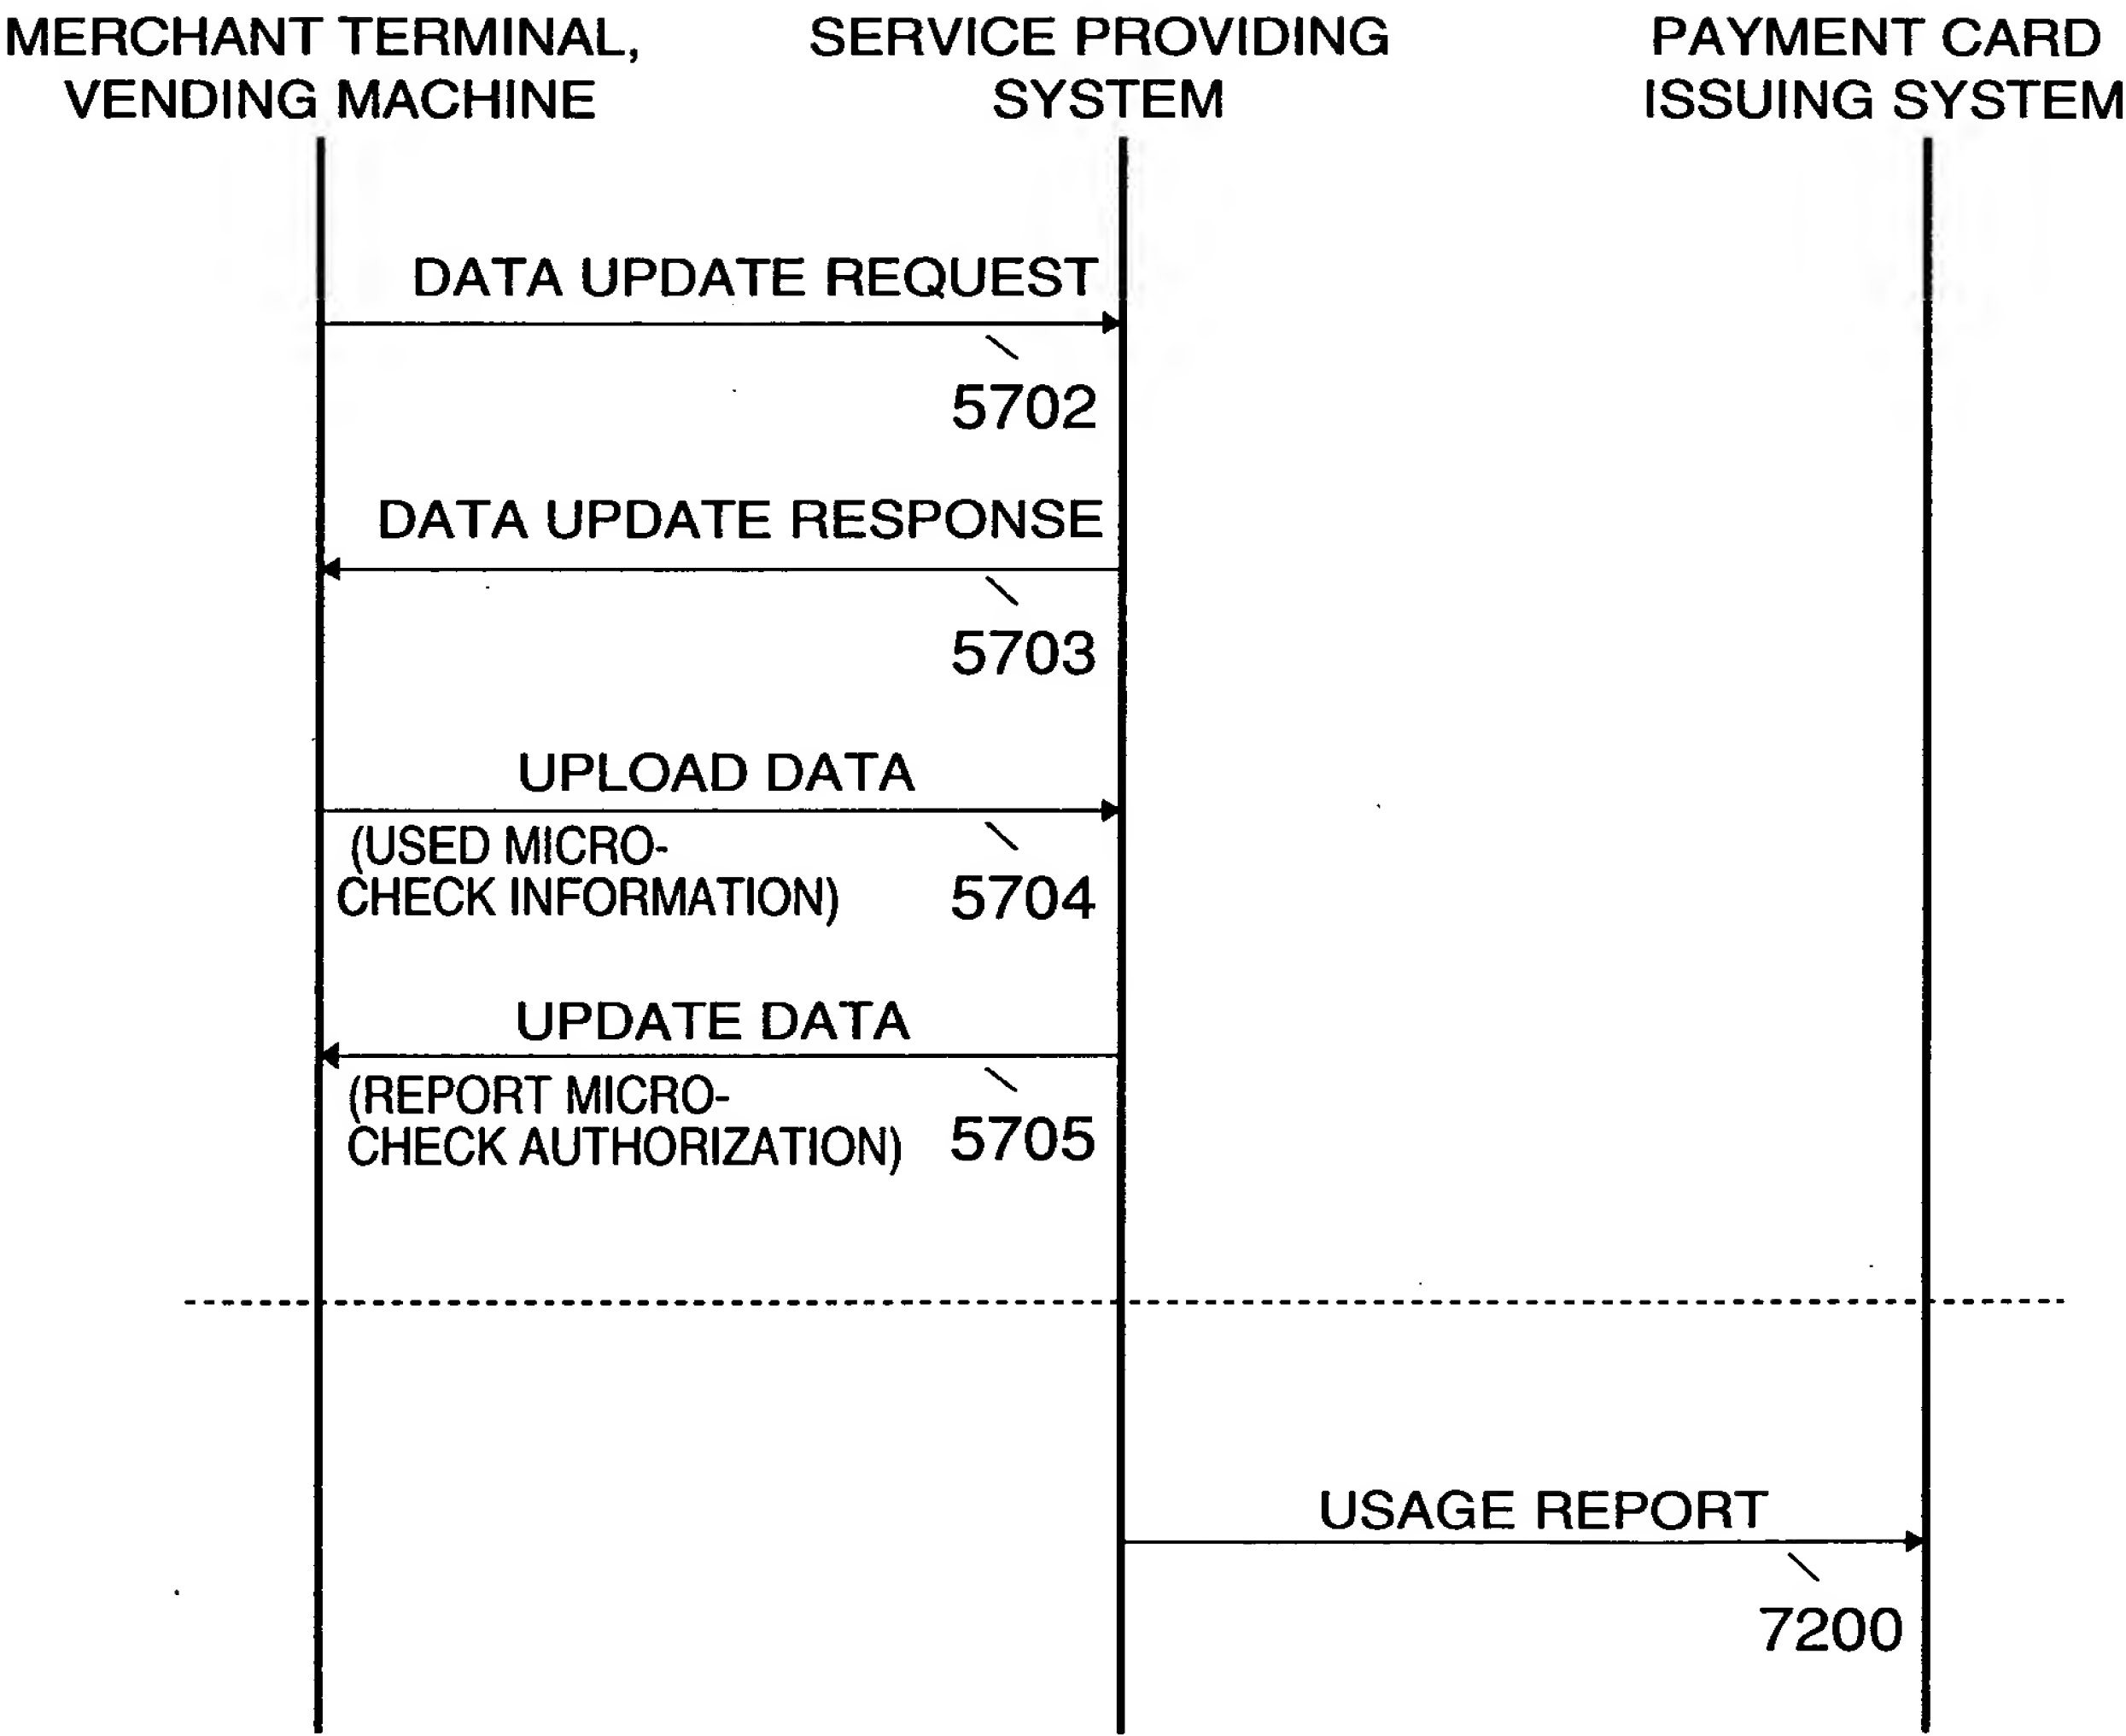 MERCHANT TERMINAL,
VENDING MACHINE
SERVICE PROVIDING
SYSTEM
PAYMENT CARD
ISSUING SYSTEM
DATA UPDATE REQUEST
5702
DATA UPDATE RESPONSE
5703
UPLOAD DATA
(USED MICRO-
CHECK INFORMATION)
5704
UPDATE DATA
(REPORT MICRO-
CHECK AUTHORIZATION)
5705
USAGE REPORT
7200